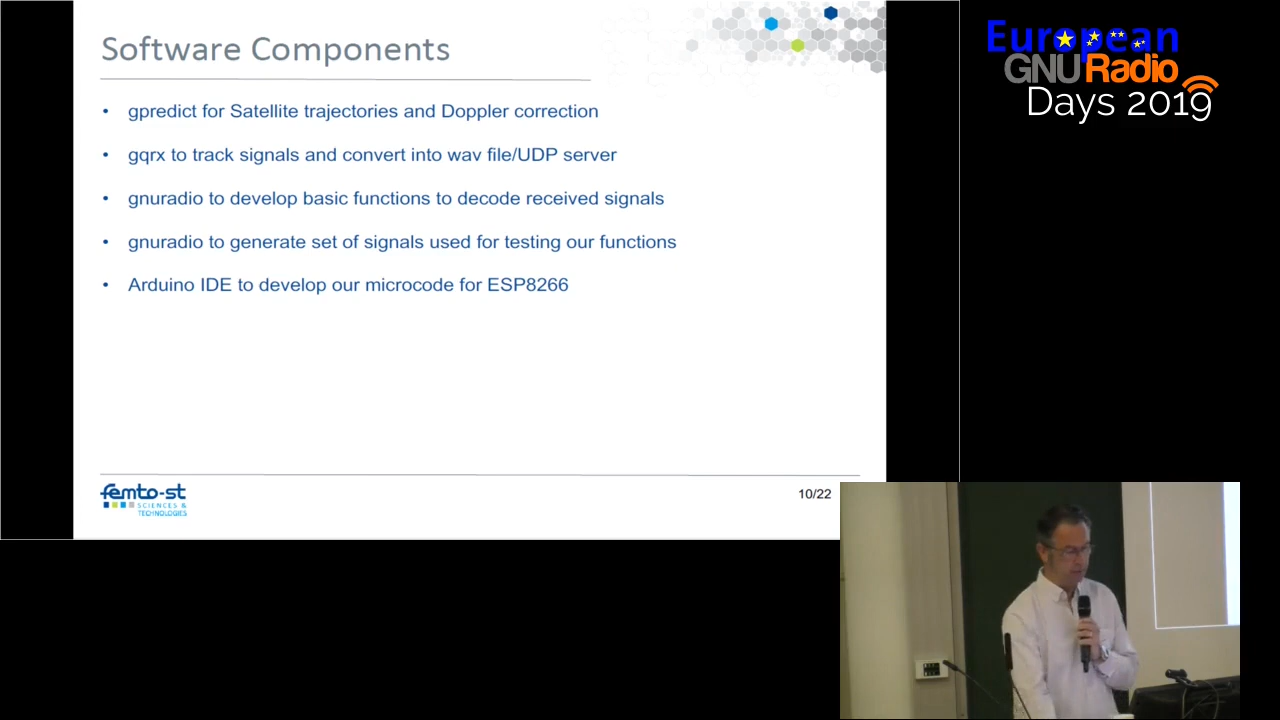 Software Components
• gpredict for Satellite trajectories and Doppler correction
• gqrx to track signals and convert into wav file/UDP server
• gnuradio to develop basic functions to decode received signals
• gnuradio to generate set of signals used for testing our functions
• Arduino IDE to develop our microcode for ESP8266
femto-st
SCIENCES &
TECHNOLOGIES
10/22
European
GNURadio
Days 2019